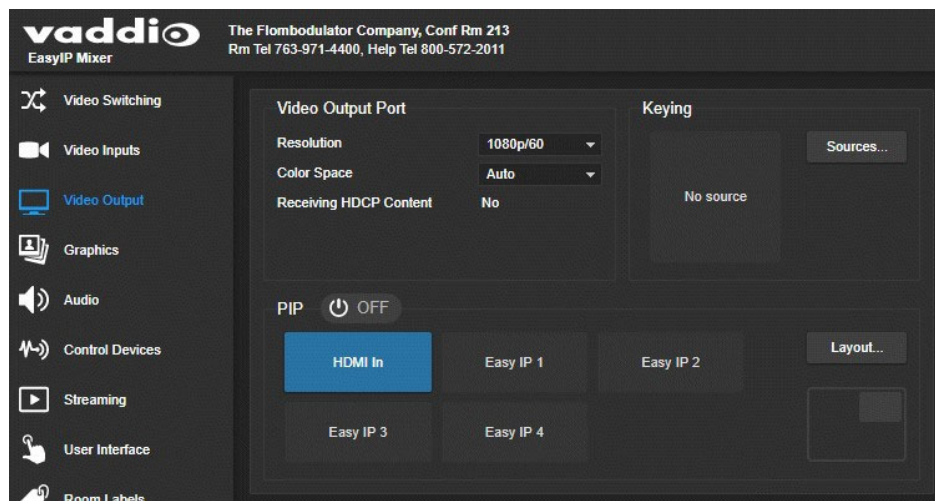 vaddio
EasyIP Mixer
The Flombodulator Company, Conf Rm 213
Rm Tel 763-971-4400, Help Tel 800-572-2011
Video Switching
Video Inputs
Video Output
Graphics
Audio
Control Devices
Streaming
User Interface
Room Labels
Video Output Port
Resolution 1080p/60
Color Space Auto
Receiving HDCP Content No
Keying
No source
Sources...
PIP OFF
HDMI In Easy IP 1 Easy IP 2
Layout...
Easy IP 3 Easy IP 4